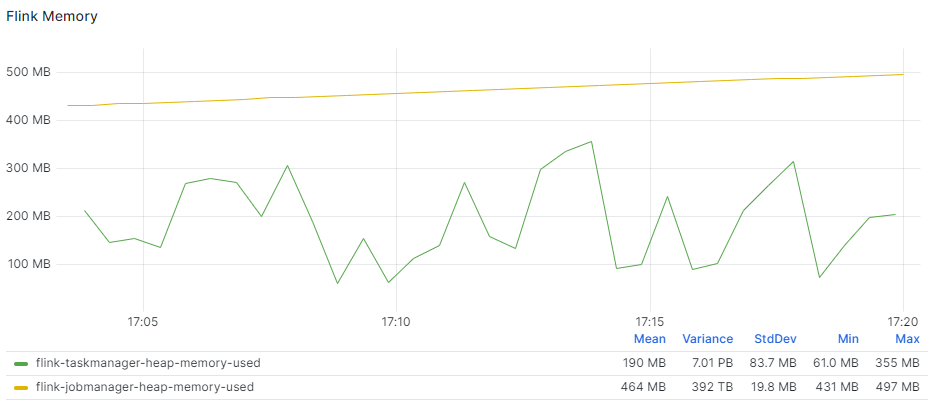 Flink Memory
500 MB
400 MB
300 MB
200 MB
100 MB
17:05 17:10 17:15 17:20
Mean Variance StdDev Min Max
flink-taskmanager-heap-memory-used 190 MB 7.01 PB 83.7 MB 61.0 MB 355 MB
flink-jobmanager-heap-memory-used 464 MB 392 TB 19.8 MB 431 MB 497 MB